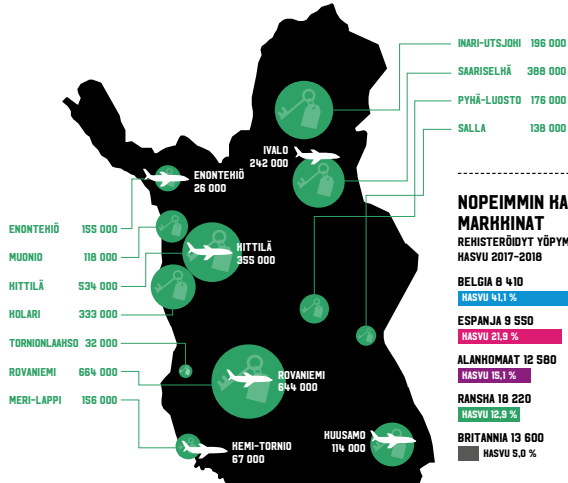 INARI-UTSJOKI 196 000
SAARISELKÄ 388 000
PYHÄ-LUOSTO 176 000
SALLA 138 000
IVALO
242 000
ENONTEKIÖ
26 000
KITTILÄ
355 000
ENONTEKIÖ 155 000
MUONIO 118 000
KITTILÄ 534 000
KOLARI 333 000
TORNIONLAAKSO 32 000
ROVANIEMI 664 000
MERI-LAPPI 156 000
ROVANIEMI
644 000
KEMI-TORNIO
67 000
KUUSAMO
114 000
NOPEIMMIN KA
MARKKINAT
REKISTERÖIDYT YÖPYM
KASVU 2017-2018
BELGIA 8 410
KASVU 41,1 %
ESPANJA 9 550
KASVU 21,9 %
ALANKOMAAT 12 580
KASVU 15,1 %
RANSKA 18 220
KASVU 12,9 %
BRITANNIA 13 600
KASVU 5,0 %